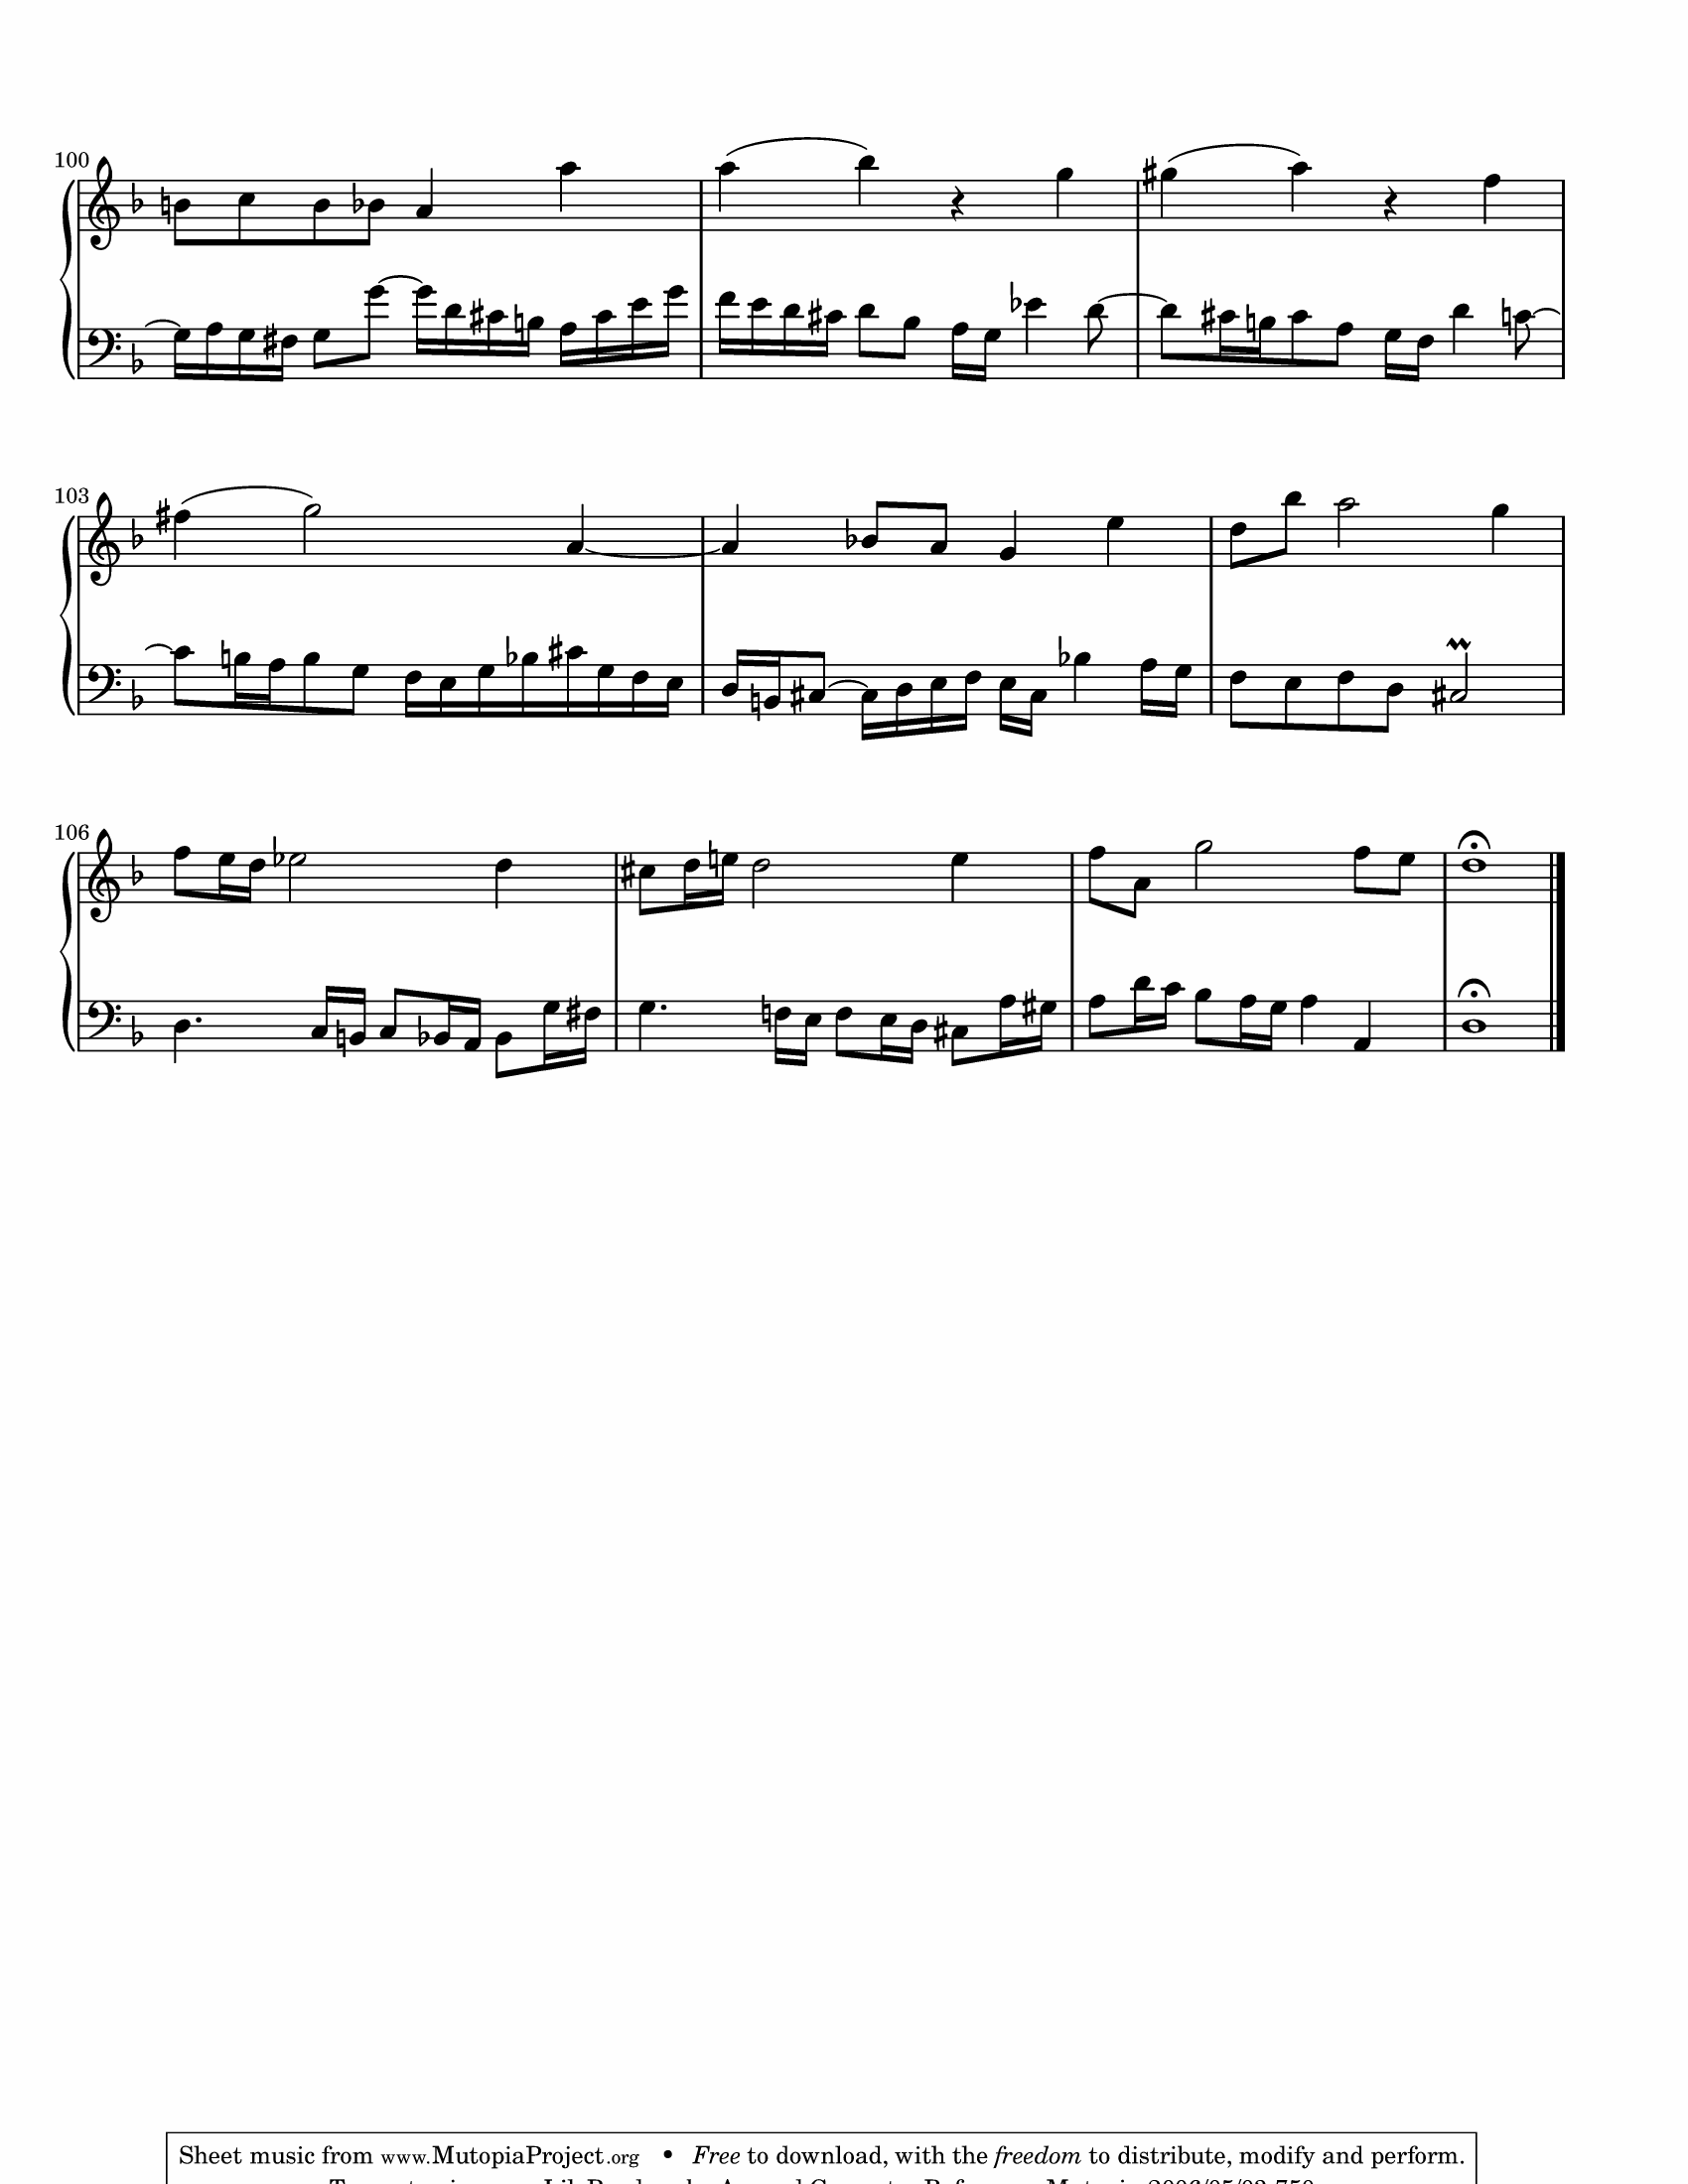 100
103
106
Sheet music from www.MutopiaProject.org • Free to download, with the freedom to distribute, modify and perform.